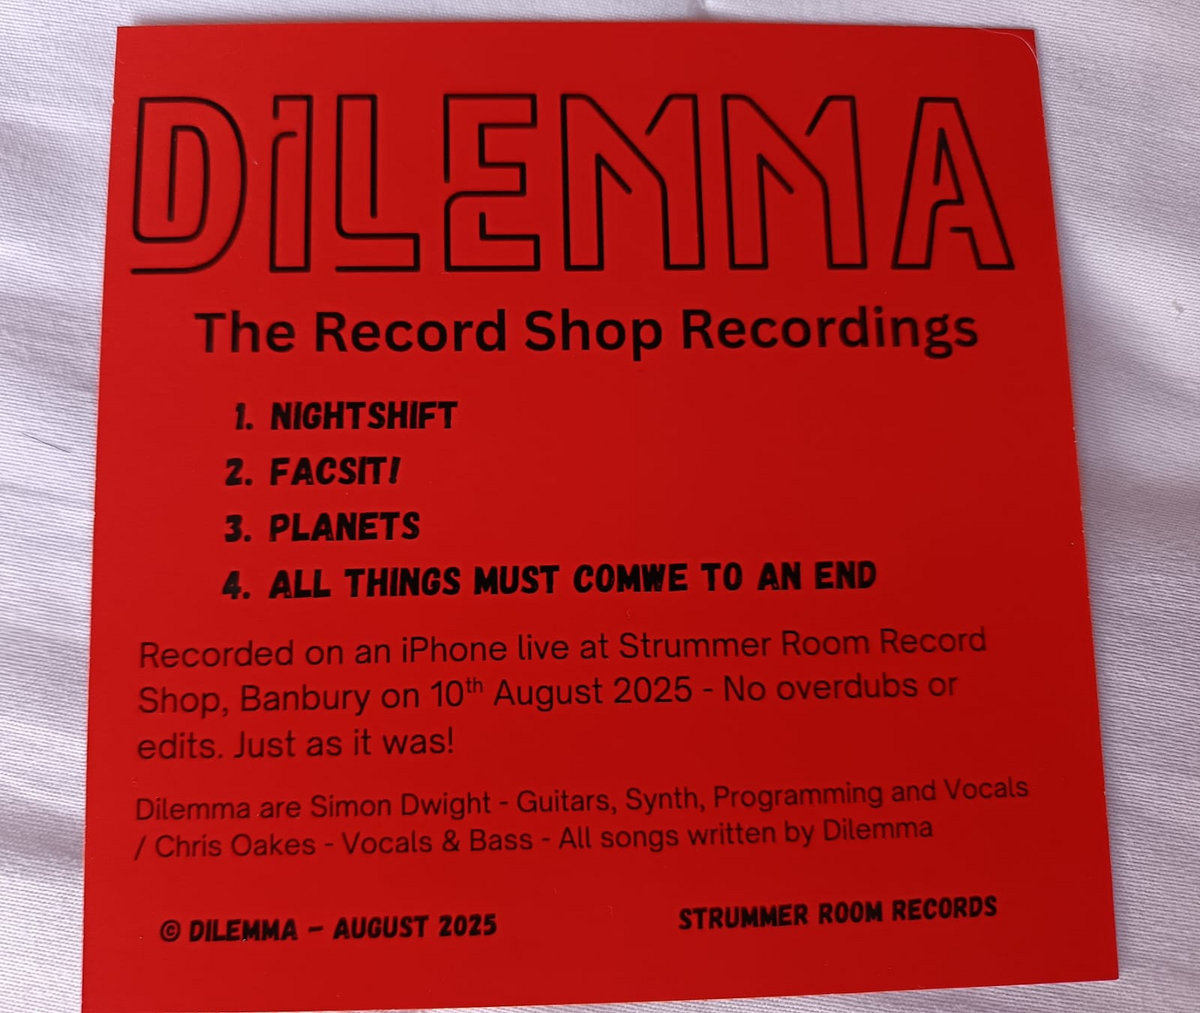 DiLEMMA
The Record Shop Recordings
1. NIGHTSHIFT
2. FACSIT!
3. PLANETS
4. ALL THINGS MUST COMWE TO AN END
Recorded on an iPhone live at Strummer Room Record
Shop, Banbury on 10th August 2025 - No overdubs or
edits. Just as it was!
Dilemma are Simon Dwight - Guitars, Synth, Programming and Vocals
/ Chris Oakes - Vocals & Bass - All songs written by Dilemma
© DILEMMA – AUGUST 2025
STRUMMER ROOM RECORDS